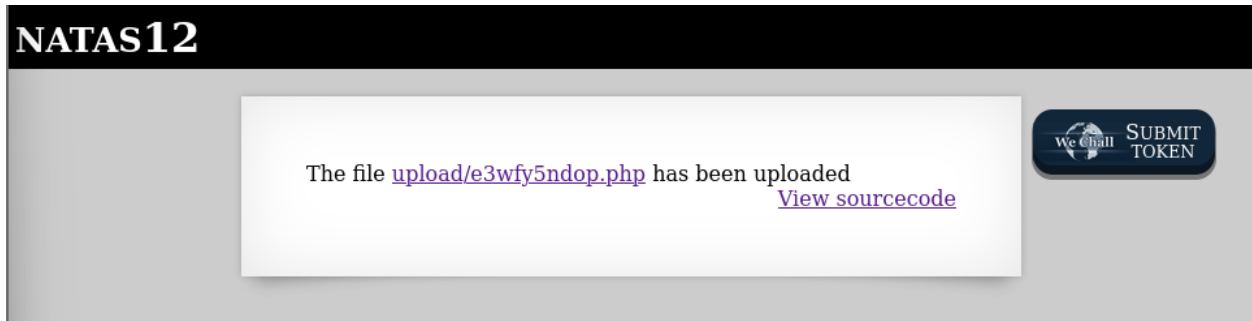 NATAS12
The file upload/e3wfy5ndop.php has been uploaded
View sourcecode
We Chall
SUBMIT
TOKEN